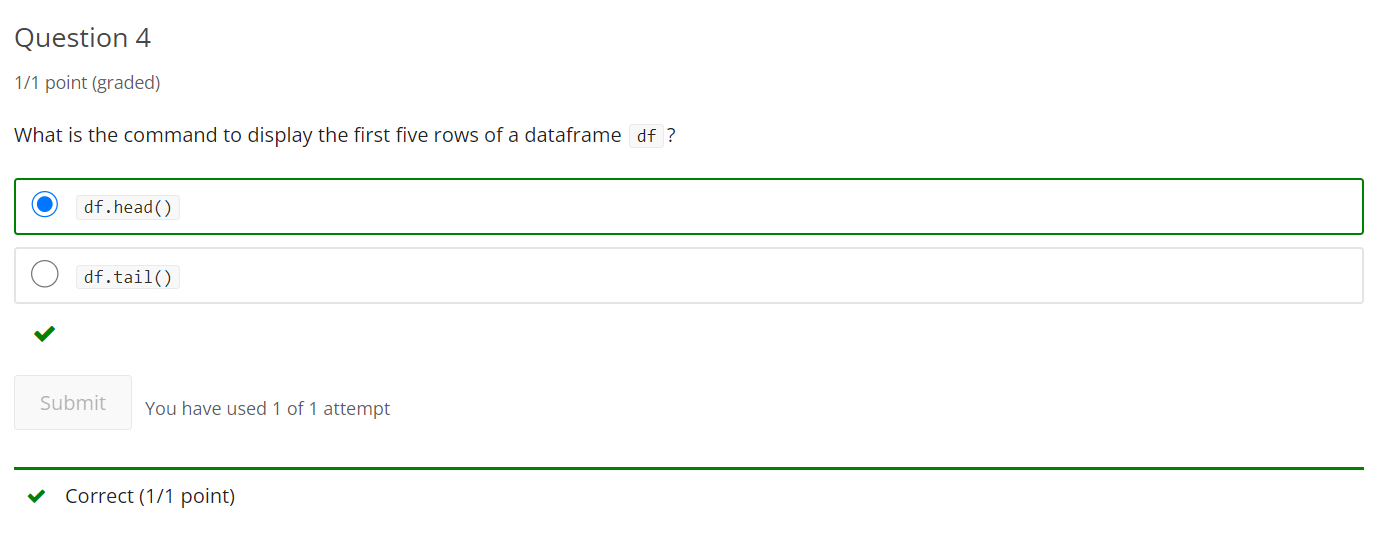 Question 4
1/1 point (graded)
What is the command to display the first five rows of a dataframe df ?
df.head()
df.tail()
Submit
You have used 1 of 1 attempt
Correct (1/1 point)